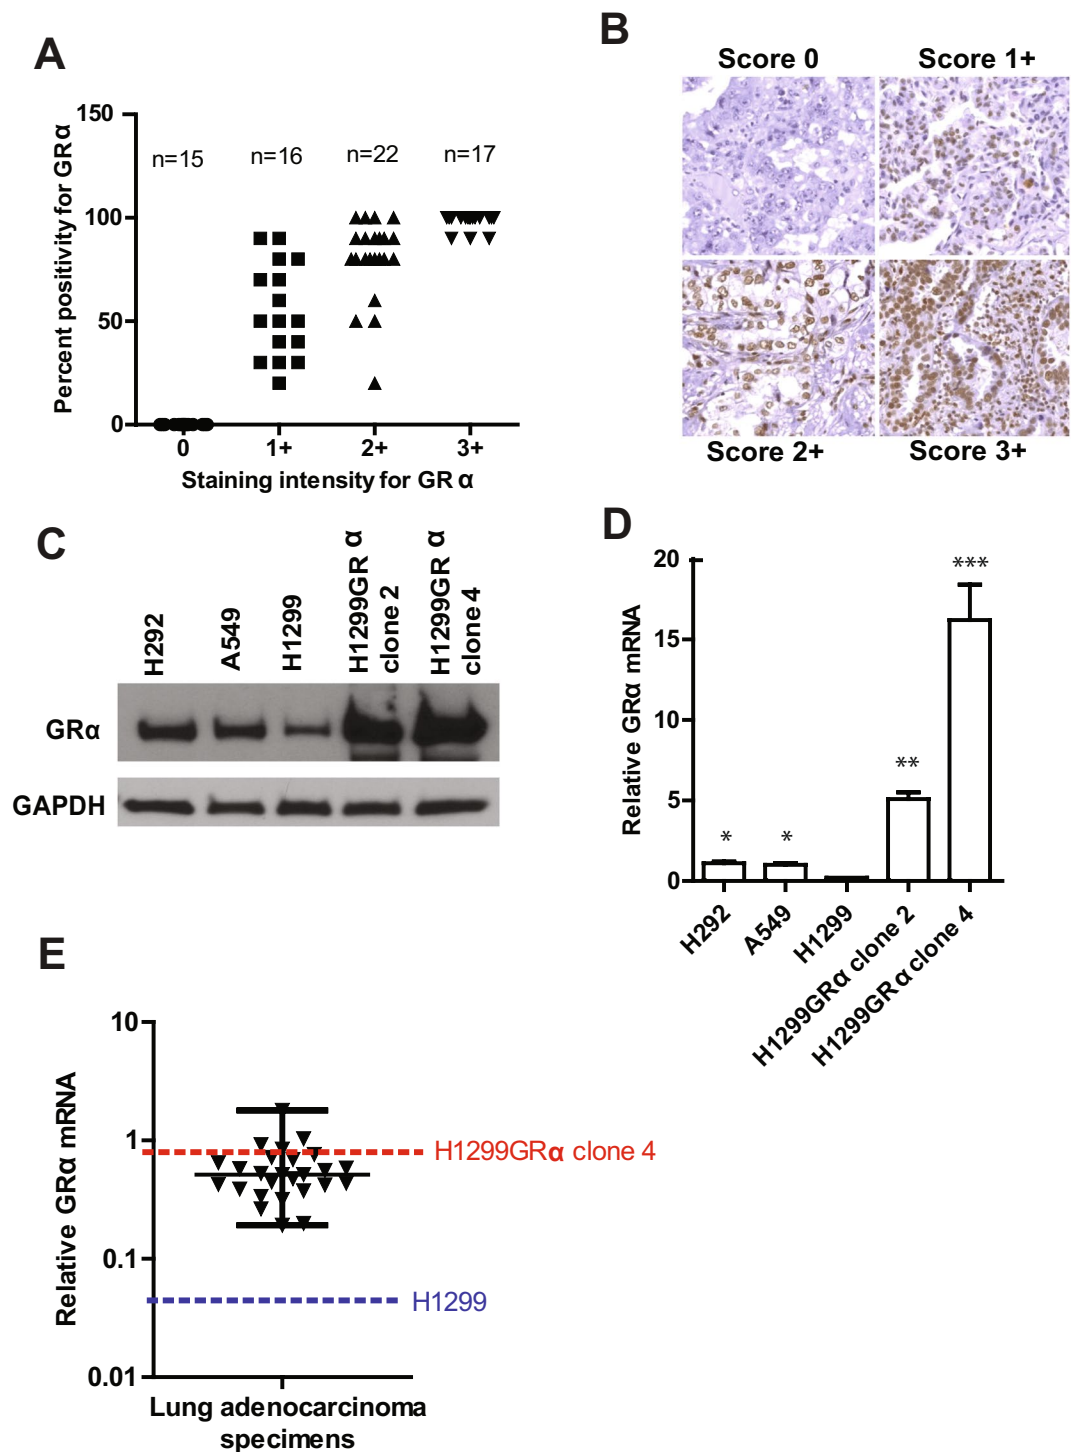 A
150
100
50
0
Percent positivity for GRα
n=15
n=16
n=22
n=17
0
1+
2+
3+
Staining intensity for GR α
B
Score 0
Score 1+
Score 2+
Score 3+
C
H292
A549
H1299
H1299GR α
clone 2
H1299GR α
clone 4
GRα
GAPDH
D
20
15
10
5
0
Relative GRα mRNA
*
*
**
***
H292
A549
H1299
H1299GRα clone 2
H1299GRα clone 4
E
10
1
0.1
0.01
Relative GRα mRNA
H1299GRα clone 4
H1299
Lung adenocarcinoma
specimens